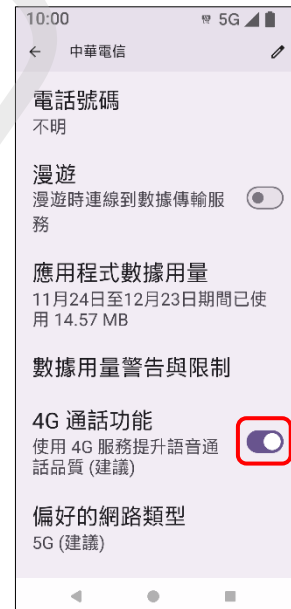 10:00 5G
中華電信
電話號碼
不明
漫遊
漫遊時連線到數據傳輸服
務
應用程式數據用量
11月24日至12月23日期間已使
用 14.57 MB
數據用量警告與限制
4G 通話功能
使用 4G 服務提升語音通
話品質 (建議)
偏好的網路類型
5G (建議)